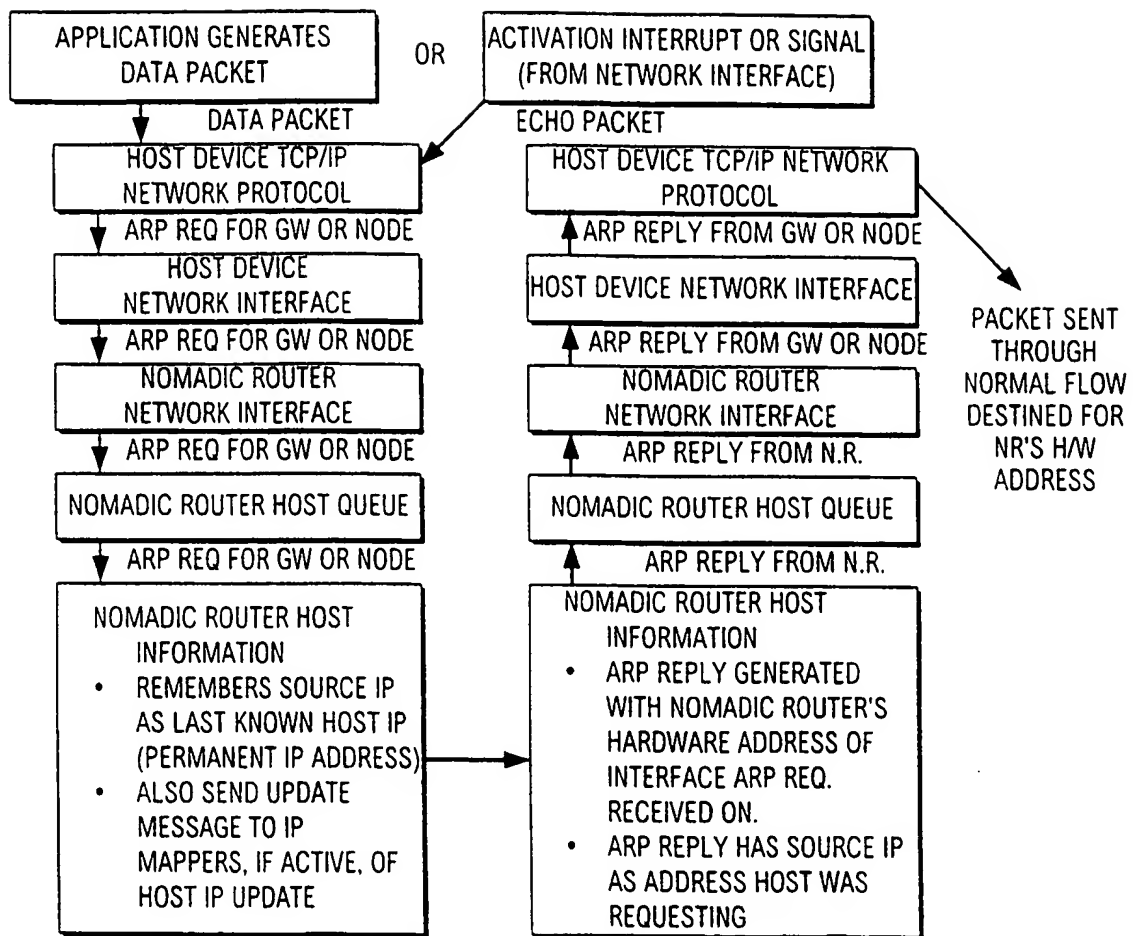 APPLICATION GENERATES
DATA PACKET
OR
ACTIVATION INTERRUPT OR SIGNAL
(FROM NETWORK INTERFACE)
DATA PACKET
ECHO PACKET
HOST DEVICE TCP/IP
NETWORK PROTOCOL
ARP REQ FOR GW OR NODE
HOST DEVICE
NETWORK INTERFACE
ARP REQ FOR GW OR NODE
NOMADIC ROUTER
NETWORK INTERFACE
ARP REQ FOR GW OR NODE
NOMADIC ROUTER HOST QUEUE
ARP REQ FOR GW OR NODE
NOMADIC ROUTER HOST
INFORMATION
• REMEMBERS SOURCE IP
AS LAST KNOWN HOST IP
(PERMANENT IP ADDRESS)
• ALSO SEND UPDATE
MESSAGE TO IP
MAPPERS, IF ACTIVE, OF
HOST IP UPDATE
HOST DEVICE TCP/IP NETWORK
PROTOCOL
ARP REPLY FROM GW OR NODE
HOST DEVICE NETWORK INTERFACE
ARP REPLY FROM GW OR NODE
NOMADIC ROUTER
NETWORK INTERFACE
ARP REPLY FROM N.R.
NOMADIC ROUTER HOST QUEUE
ARP REPLY FROM N.R.
NOMADIC ROUTER HOST
INFORMATION
• ARP REPLY GENERATED
WITH NOMADIC ROUTER'S
HARDWARE ADDRESS OF
INTERFACE ARP REQ.
RECEIVED ON.
• ARP REPLY HAS SOURCE IP
AS ADDRESS HOST WAS
REQUESTING
PACKET SENT
THROUGH
NORMAL FLOW
DESTINED FOR
NR'S H/W
ADDRESS